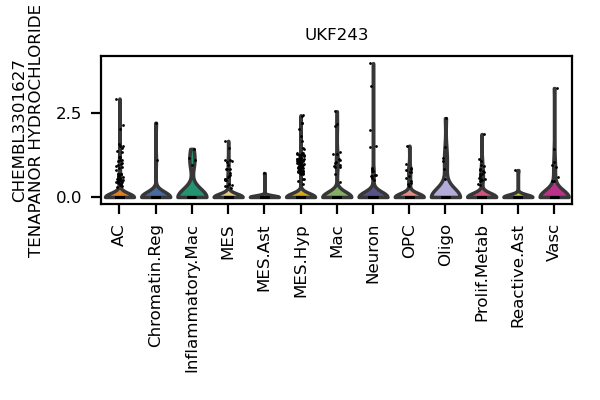 UKF243
CHEMBL3301627
TENAPANOR HYDROCHLORIDE
2.5
0.0
AC
Chromatin.Reg
Inflammatory.Mac
MES
MES.Ast
MES.Hyp
Mac
Neuron
OPC
Oligo
Prolif.Metab
Reactive.Ast
Vasc